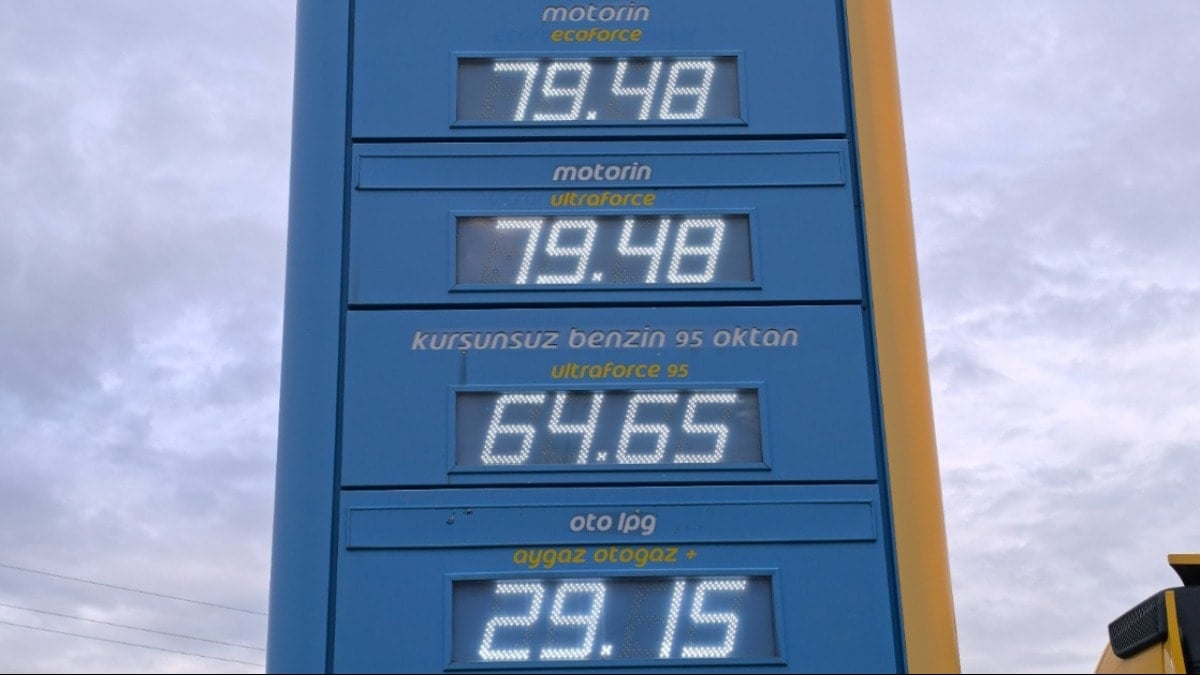 motorin
ecoforce
79.48
motorin
ultraforce
79.48
kurşunsuz benzin 95 oktan
ultraforce 95
64.65
oto lpg
aygaz otogaz +
29.15